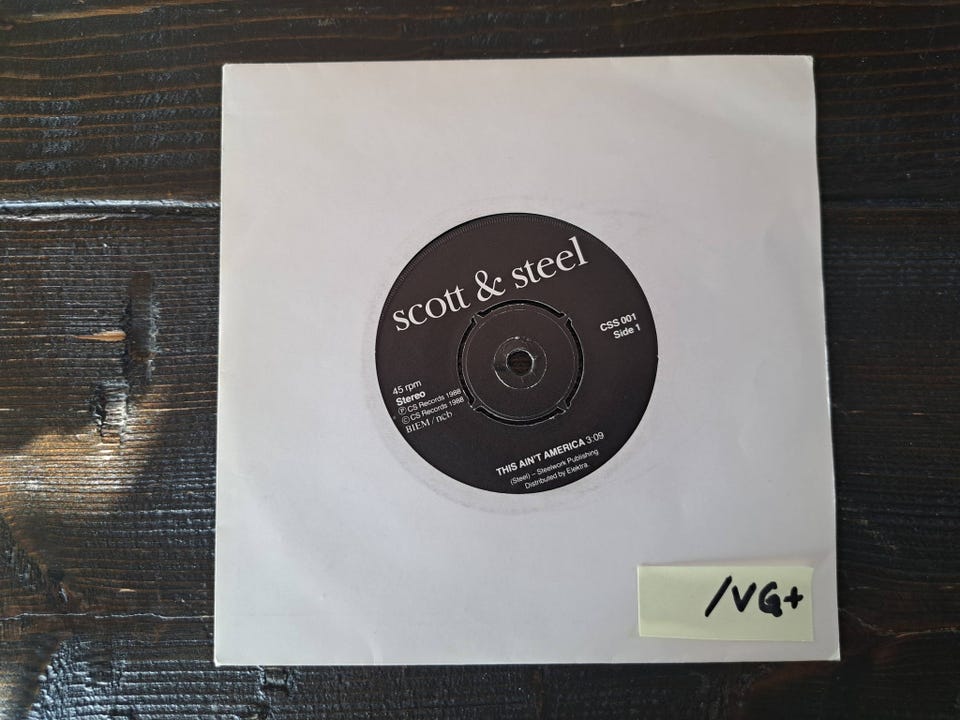 scott & steel
CSS 001
Side 1
45 rpm
Stereo
Ⓟ CS Records 1988
© CS Records 1988
BIEM / ncb
THIS AIN'T AMERICA 3:09
(Steel) – Steelwork Publishing
Distributed by Elektra.
/VG+